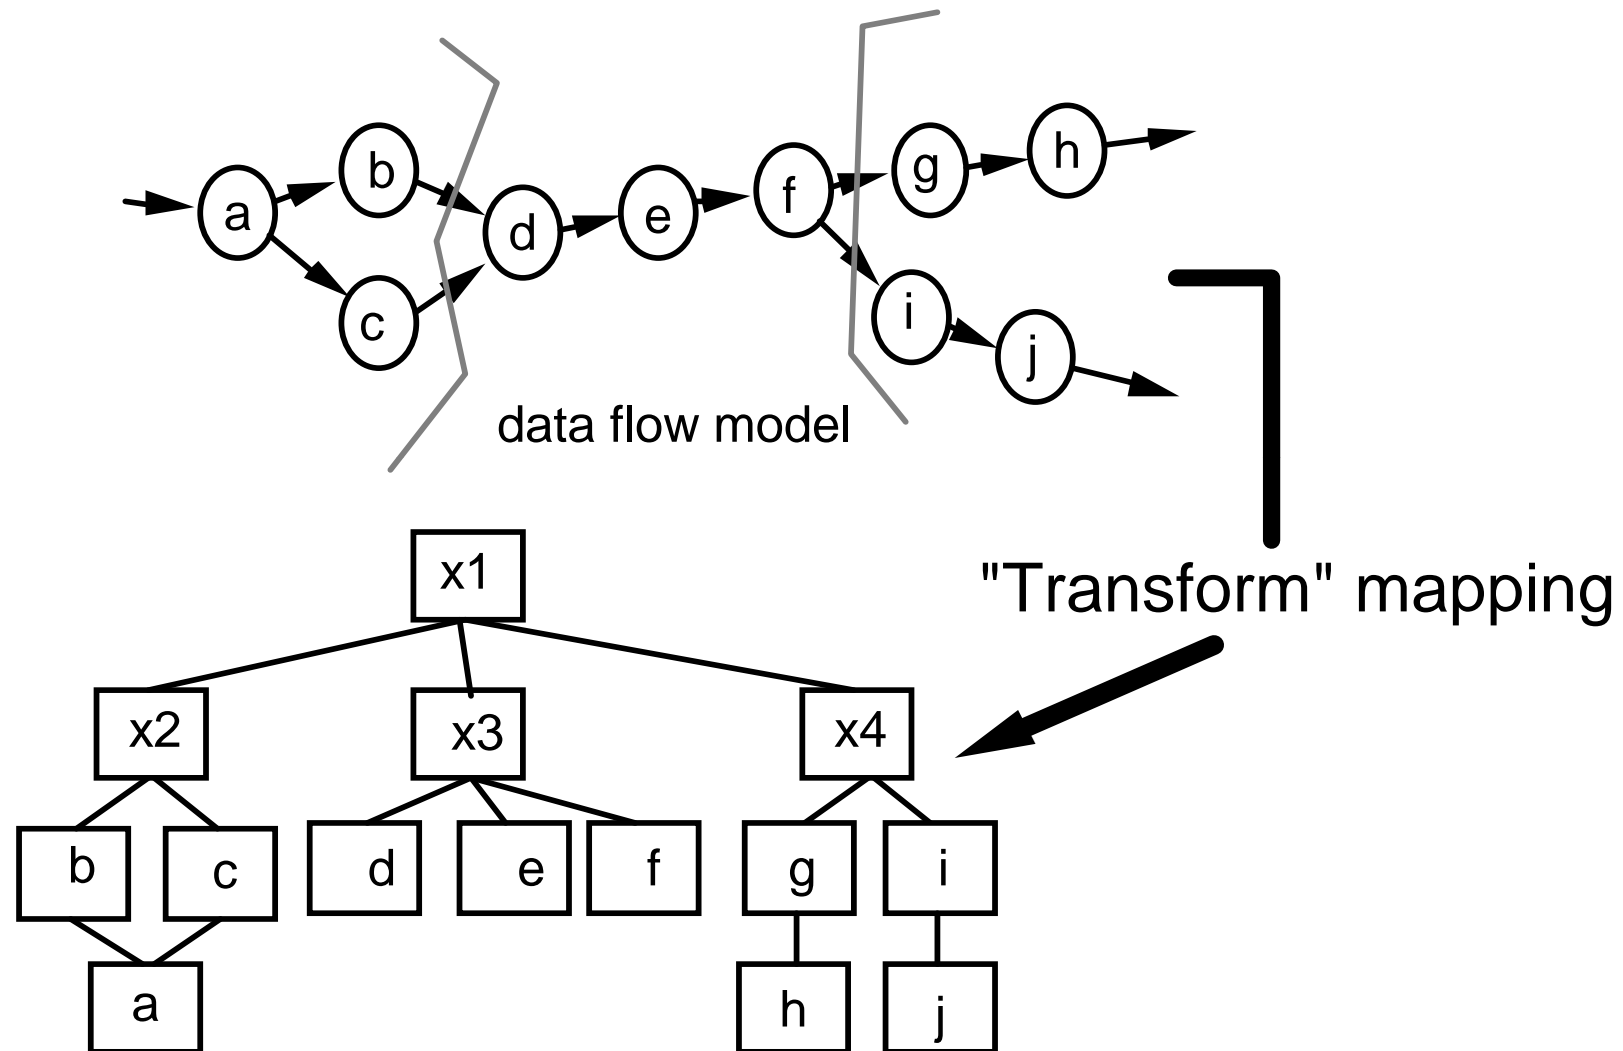 a
b
c
d
e
f
g
h
i
j
data flow model
"Transform" mapping
x1
x2
x3
x4
b
c
d
e
f
g
i
a
h
j